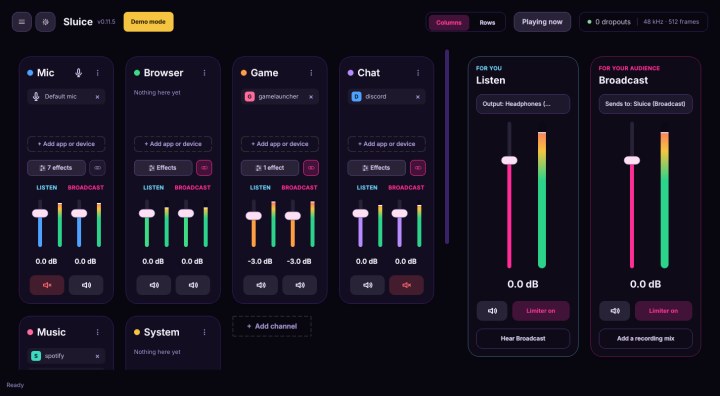 Sluice v0.11.5 Demo mode Columns Rows Playing now 0 dropouts 48 kHz · 512 frames
Mic
Default mic ×
+ Add app or device
7 effects
LISTEN BROADCAST
0.0 dB 0.0 dB
Browser
Nothing here yet
+ Add app or device
Effects
LISTEN BROADCAST
0.0 dB 0.0 dB
Game
G gamelauncher ×
+ Add app or device
1 effect
LISTEN BROADCAST
-3.0 dB -3.0 dB
Chat
D discord ×
+ Add app or device
Effects
LISTEN BROADCAST
0.0 dB 0.0 dB
Music
S spotify ×
System
Nothing here yet
+ Add channel
FOR YOU
Listen
Output: Headphones (...
0.0 dB
Limiter on
Hear Broadcast
FOR YOUR AUDIENCE
Broadcast
Sends to: Sluice (Broadcast)
0.0 dB
Limiter on
Add a recording mix
Ready